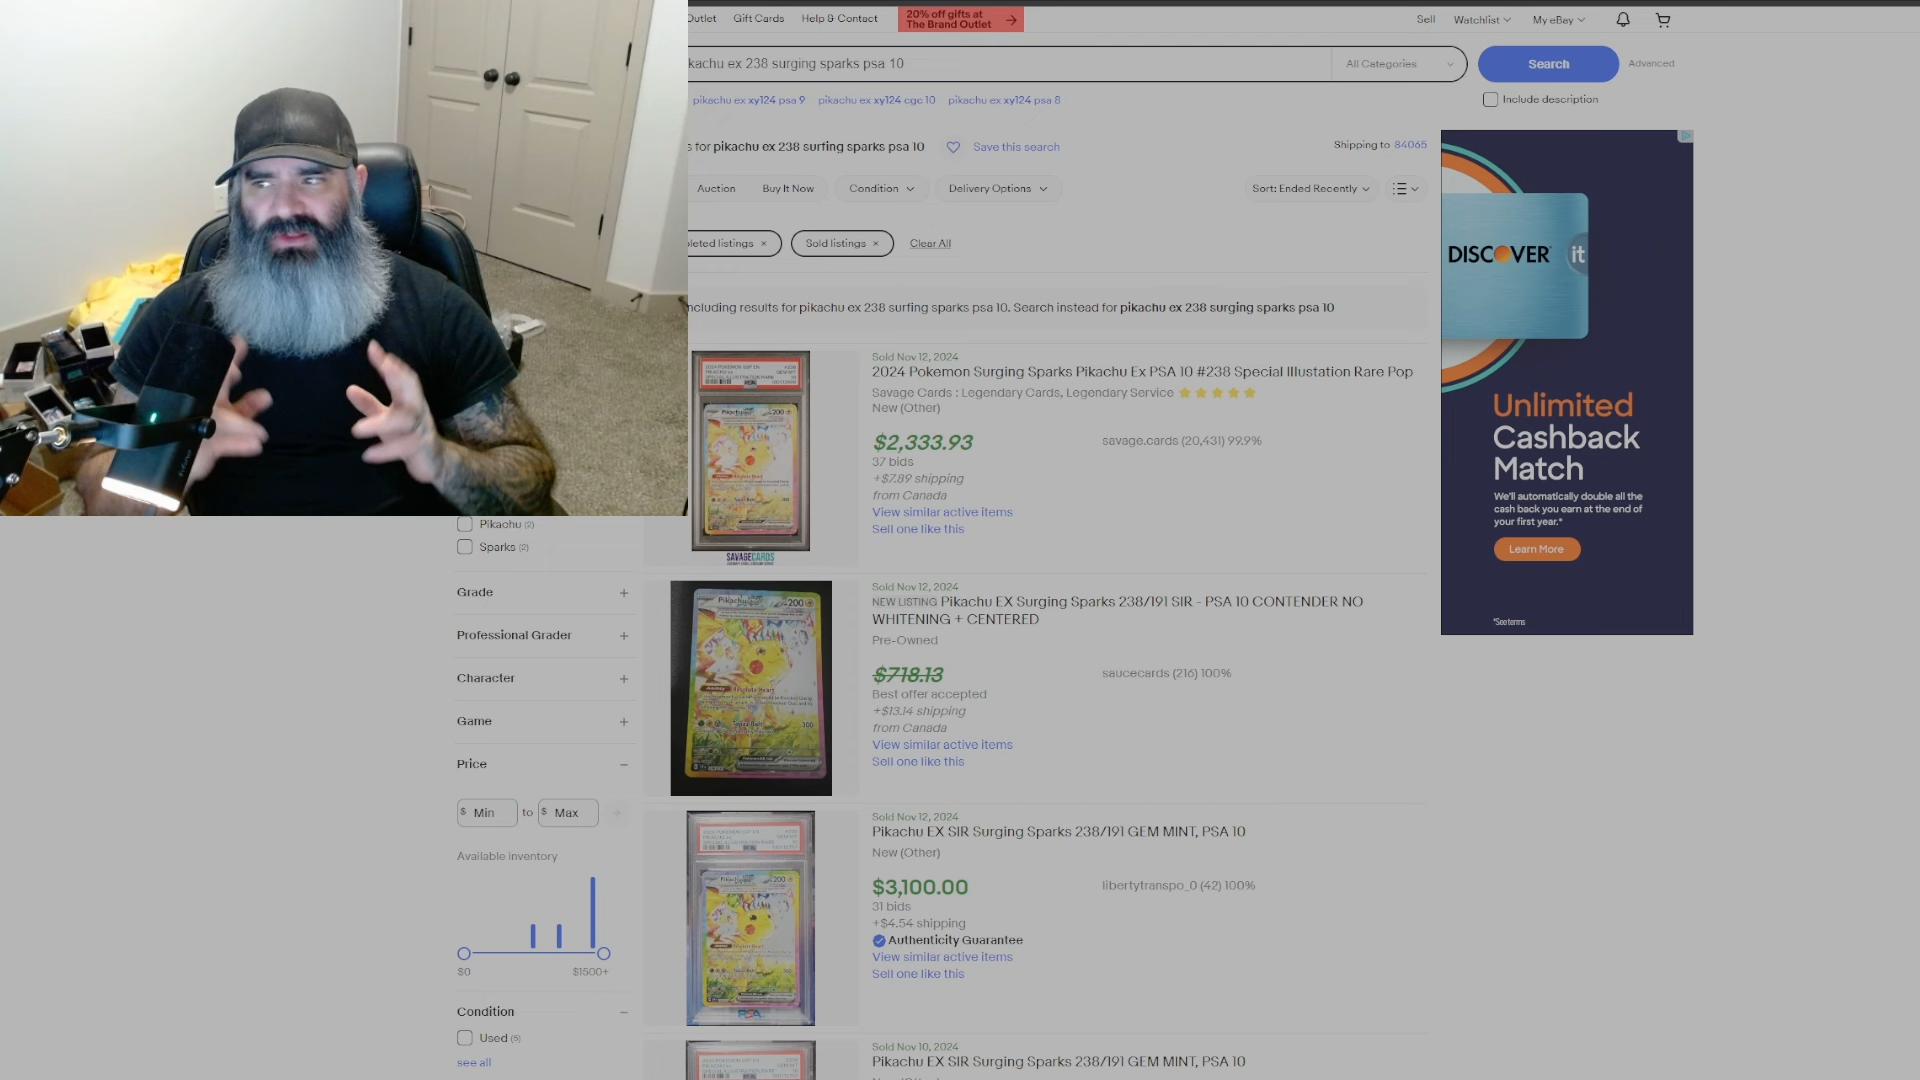 Outlet Gift Cards Help & Contact
20% off gifts at
The Brand Outlet
Sell Watchlist My eBay
kachu ex 238 surging sparks psa 10
All Categories
Search
Advanced
pikachu ex xy124 psa 9 pikachu ex xy124 cgc 10 pikachu ex xy124 psa 8
Include description
s for pikachu ex 238 surfing sparks psa 10
Save this search
Shipping to 84065
Auction Buy It Now Condition Delivery Options
Sort: Ended Recently
leted listings × Sold listings × Clear All
ncluding results for pikachu ex 238 surfing sparks psa 10. Search instead for pikachu ex 238 surging sparks psa 10
Sold Nov 12, 2024
2024 Pokemon Surging Sparks Pikachu Ex PSA 10 #238 Special Illustation Rare Pop
Savage Cards : Legendary Cards, Legendary Service
New (Other)
$2,333.93
savage.cards (20,431) 99.9%
37 bids
+$7.89 shipping
from Canada
View similar active items
Sell one like this
SAVAGECARDS
Sold Nov 12, 2024
NEW LISTING Pikachu EX Surging Sparks 238/191 SIR - PSA 10 CONTENDER NO
WHITENING + CENTERED
Pre-Owned
$718.13
saucecards (216) 100%
Best offer accepted
+$13.14 shipping
from Canada
View similar active items
Sell one like this
Pikachu 200
Resolute Heart
300
Sold Nov 12, 2024
Pikachu EX SIR Surging Sparks 238/191 GEM MINT, PSA 10
New (Other)
$3,100.00
libertytranspo_0 (42) 100%
31 bids
+$4.54 shipping
Authenticity Guarantee
View similar active items
Sell one like this
PSA
Sold Nov 10, 2024
Pikachu EX SIR Surging Sparks 238/191 GEM MINT, PSA 10
Pikachu (2)
Sparks (2)
Grade
Professional Grader
Character
Game
Price
$ Min to $ Max
Available inventory
$0 $1500+
Condition
Used (5)
see all
DISCOVER it
Unlimited
Cashback
Match
We'll automatically double all the
cash back you earn at the end of
your first year.*
Learn More
*See terms